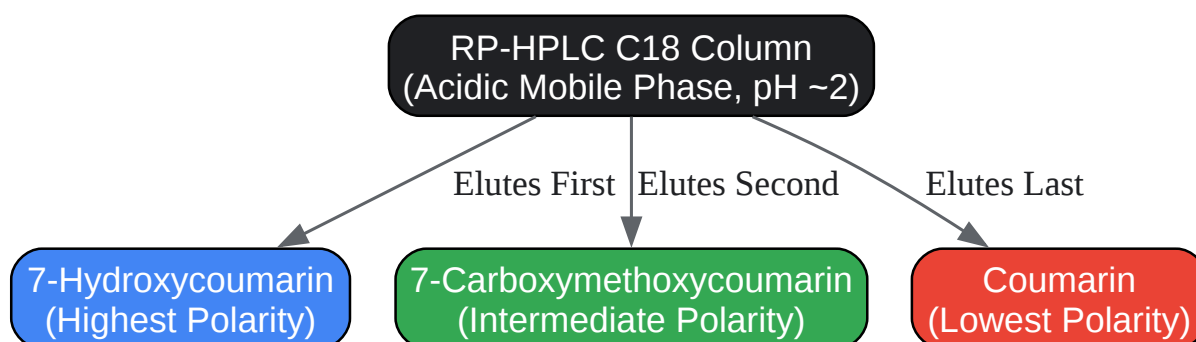 RP-HPLC C18 Column
(Acidic Mobile Phase, pH ~2)
Elutes First
Elutes Second
Elutes Last
7-Hydroxycoumarin
(Highest Polarity)
7-Carboxymethoxycoumarin
(Intermediate Polarity)
Coumarin
(Lowest Polarity)